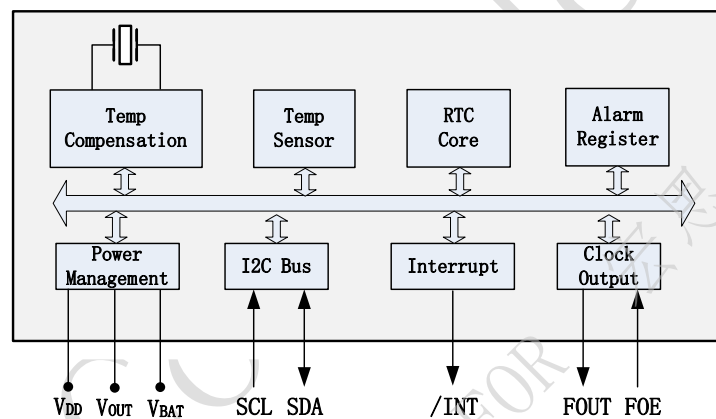 Temp
Compensation
Temp
Sensor
RTC
Core
Alarm
Register
Power
Management
I2C Bus
Interrupt
Clock
Output
VDD VOUT VBAT SCL SDA /INT FOUT FOE
FOR